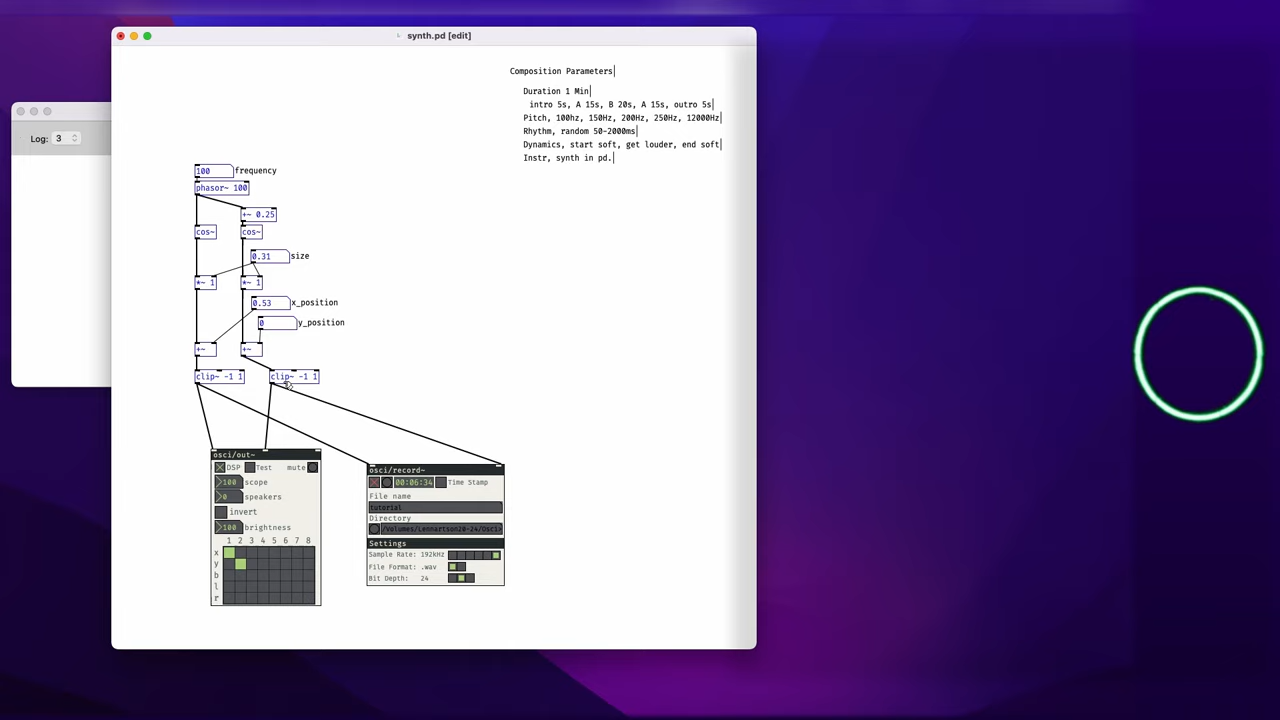 synth.pd [edit]
Log: 3
Composition Parameters
Duration 1 Min
intro 5s, A 15s, B 20s, A 15s, outro 5s
Pitch, 100hz, 150Hz, 200Hz, 250Hz, 12000Hz
Rhythm, random 50-2000ms
Dynamics, start soft, get louder, end soft
Instr, synth in pd.
100 frequency
phasor~ 100
+~ 0.25
cos~ cos~
0.31 size
*~ 1 *~ 1
0.53 x_position
0 y_position
+~ +~
clip~ -1 1 clip~ -1 1
osci/out~
DSP Test mute
>100 scope
>0 speakers
invert
>100 brightness
1 2 3 4 5 6 7 8
x
y
b
l
r
osci/record~
00:06:34 Time Stamp
File name
tutorial
Directory
/Volumes/Lennartson20-24/Osci>
Settings
Sample Rate: 192kHz
File Format: .wav
Bit Depth: 24